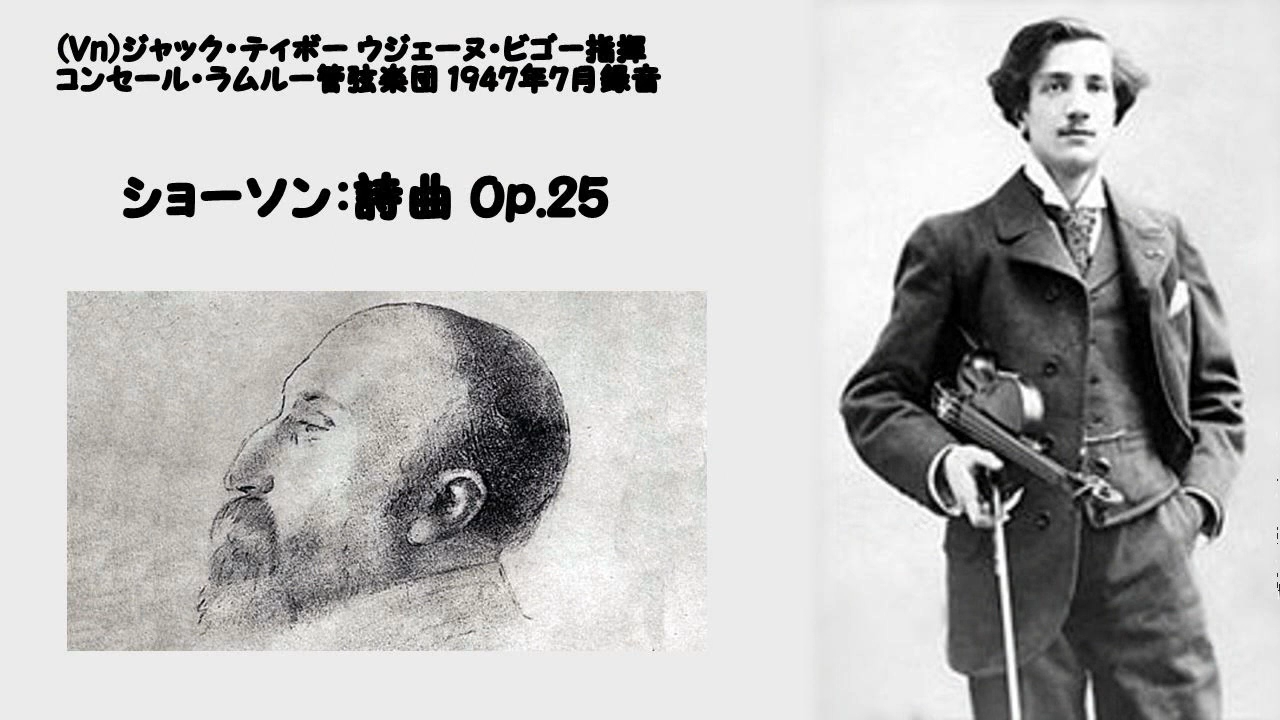 (Vn)ジャック・ティボー ウジェーヌ・ビゴー指揮
コンセール・ラムルー管弦楽団 1947年7月録音
ショーソン:詩曲 Op.25